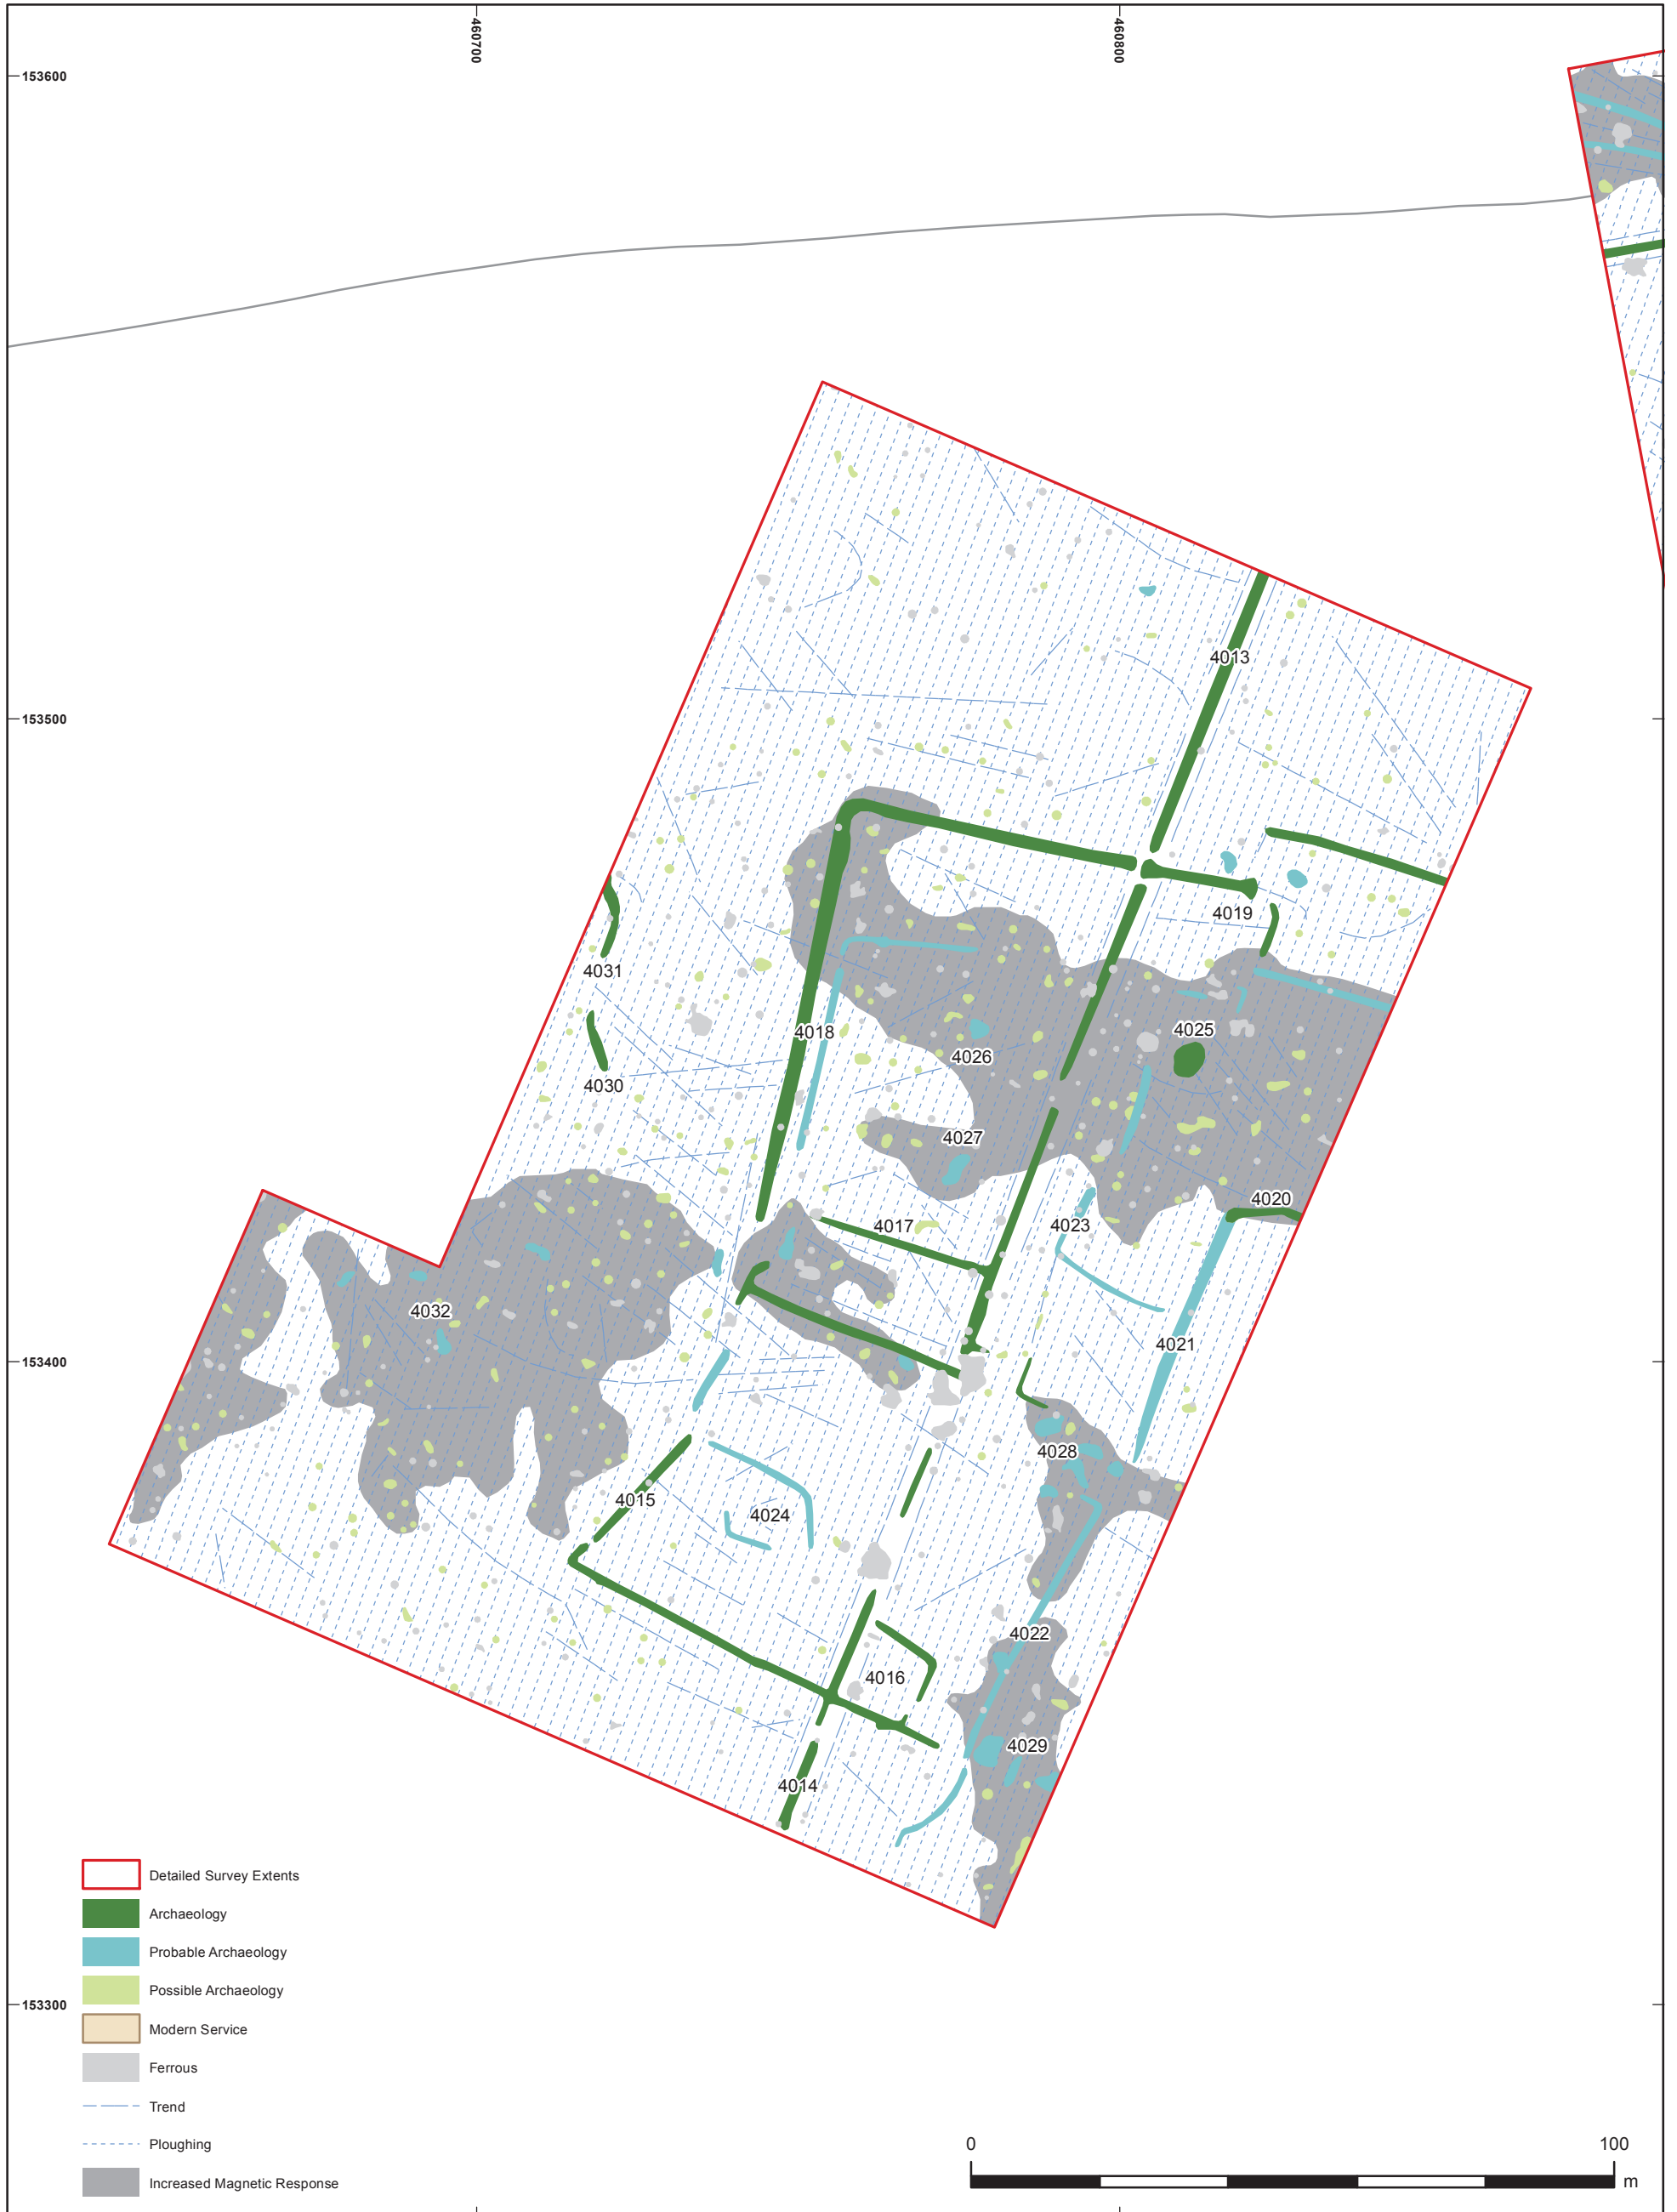 460700
460800
153600
4013
153500
4019
4031
4025
4018
4026
4030
4027
4020
4017
4023
4032
4021
153400
4028
4015
4024
4022
4016
4029
4014
Detailed Survey Extents
Archaeology
Probable Archaeology
Possible Archaeology
153300
Modern Service
Ferrous
Trend
Ploughing
0
100
Increased Magnetic Response
m